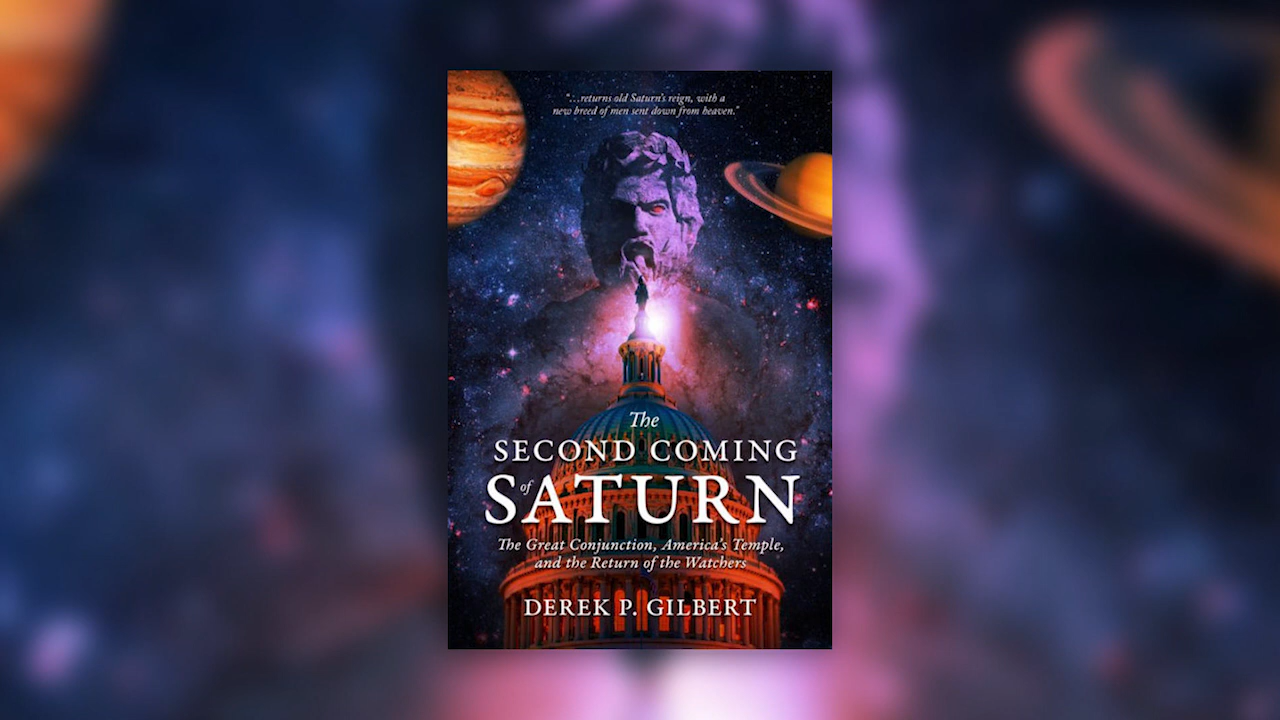 “…returns old Saturn’s reign, with a
new breed of men sent down from heaven.”
The
SECOND COMING
of SATURN
The Great Conjunction, America’s Temple,
and the Return of the Watchers
DEREK P. GILBERT